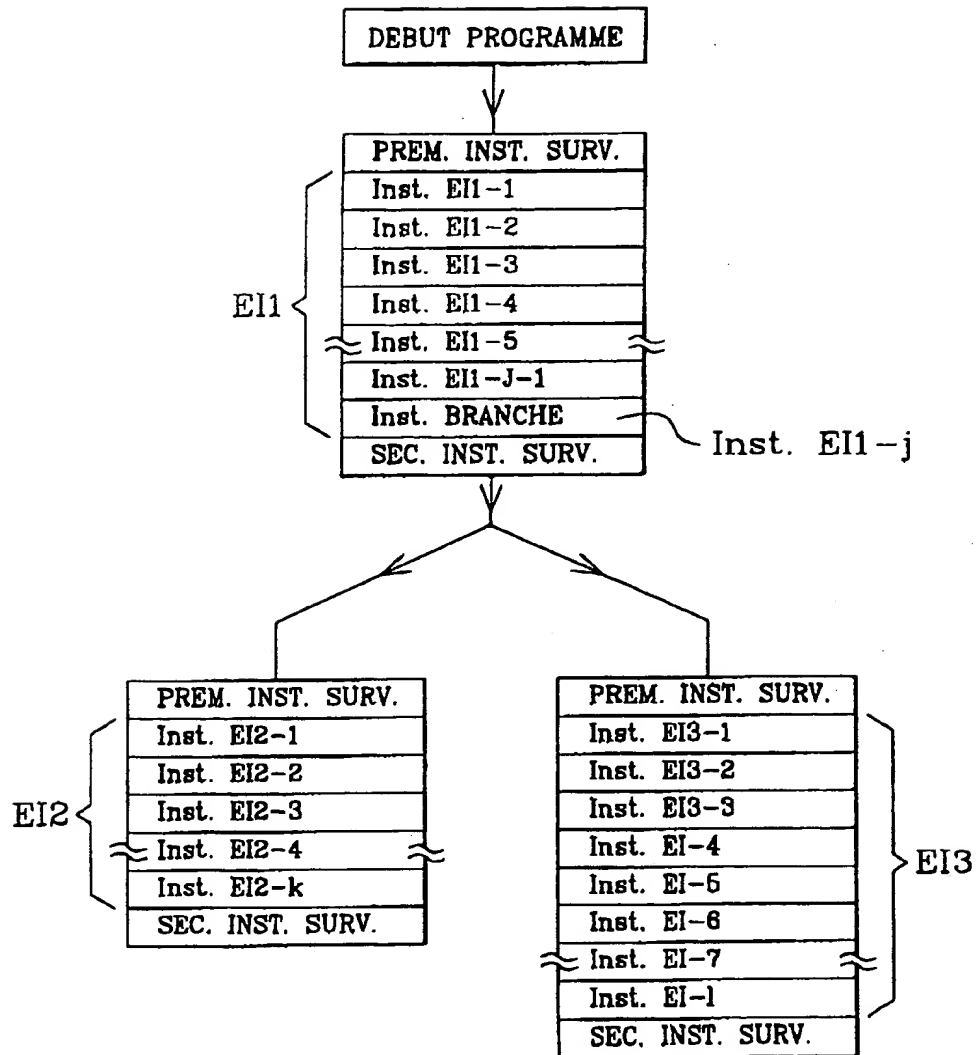 DEBUT PROGRAMME
PREM. INST. SURV.
Inst. EI1-1
Inst. EI1-2
Inst. EI1-3
Inst. EI1-4
Inst. EI1-5
Inst. EI1-J-1
Inst. BRANCHE
SEC. INST. SURV.
EI1
Inst. EI1-j
PREM. INST. SURV.
Inst. EI2-1
Inst. EI2-2
Inst. EI2-3
Inst. EI2-4
Inst. EI2-k
SEC. INST. SURV.
EI2
PREM. INST. SURV.
Inst. EI3-1
Inst. EI3-2
Inst. EI3-3
Inst. EI-4
Inst. EI-5
Inst. EI-6
Inst. EI-7
Inst. EI-l
SEC. INST. SURV.
EI3